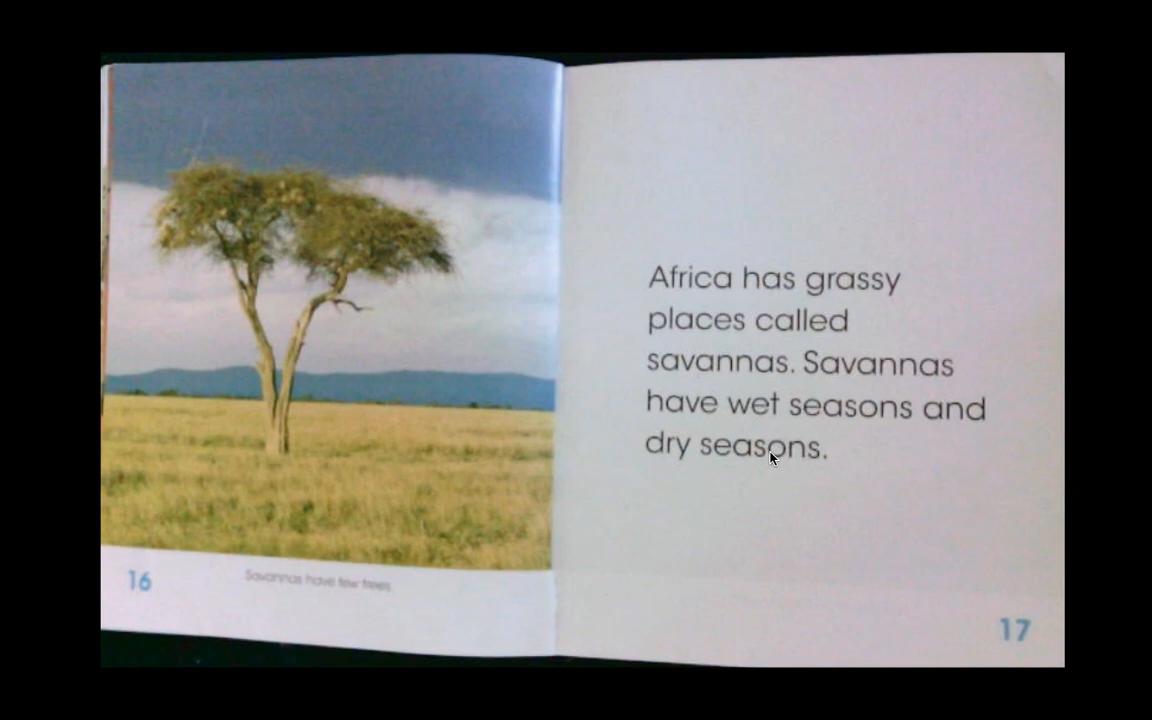 16
Savannas have few trees.
Africa has grassy
places called
savannas. Savannas
have wet seasons and
dry seasons.
17